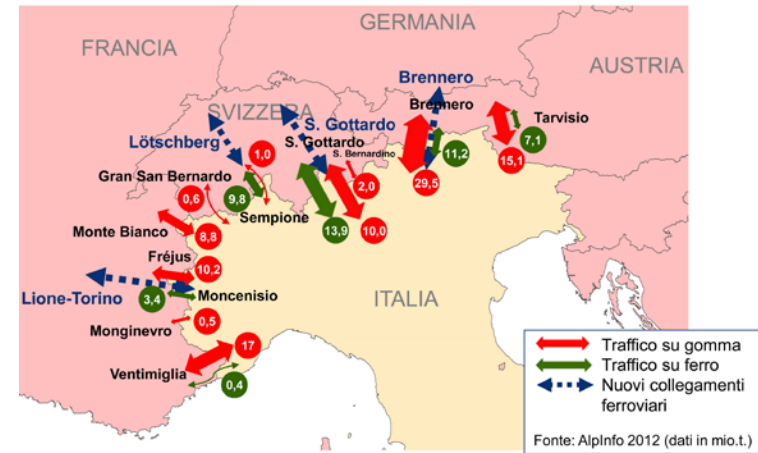 GERMANIA
FRANCIA
AUSTRIA
Brennero
SVIZZERA
Brennero
Tarvisio
S. Gottardo
7,1
Lötschberg
1,0
S. Gottardo
S. Bernardino
11,2
15,1
Gran San Bernardo
2,0
29,5
0,6
9,8
Sempione
Monte Bianco
8,8
13,9
10,0
Fréjus
10,2
Lione-Torino
3,4
Moncenisio
ITALIA
Monginevro
0,5
17
Ventimiglia
0,4
Traffico su gomma
Traffico su ferro
Nuovi collegamenti
ferroviari
Fonte: AlpInfo 2012 (dati in mio.t.)